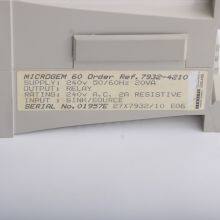 MICROGEM 60 Order Ref. 7932-4210
SUPPLY: 240v 50/60Hz 20VA
OUTPUT: RELAY
RATING: 240v A.C. 2A RESISTIVE
INPUT : SINK/SOURCE
SERIAL No. 01957E 27X7932/10 E06